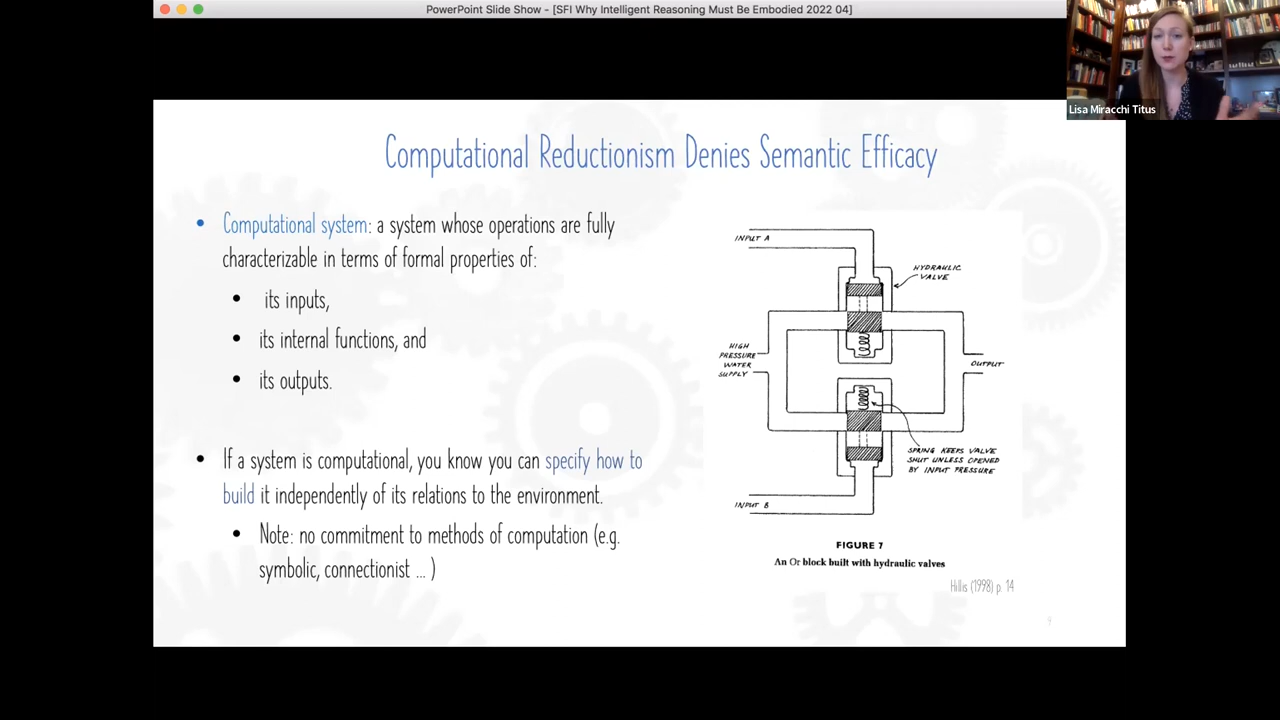 PowerPoint Slide Show - [SFI Why Intelligent Reasoning Must Be Embodied 2022 04]
Lisa Miracchi Titus
Computational Reductionism Denies Semantic Efficacy
• Computational system: a system whose operations are fully
characterizable in terms of formal properties of:
• its inputs,
• its internal functions, and
• its outputs.
• If a system is computational, you know you can specify how to
build it independently of its relations to the environment.
• Note: no commitment to methods of computation (e.g.
symbolic, connectionist ... )
INPUT A
HYDRAULIC
VALVE
HIGH
PRESSURE
WATER
SUPPLY
OUTPUT
SPRING KEEPS VALVE
SHUT UNLESS OPENED
BY INPUT PRESSURE
INPUT B
FIGURE 7
An Or block built with hydraulic valves
Hillis (1998) p. 14